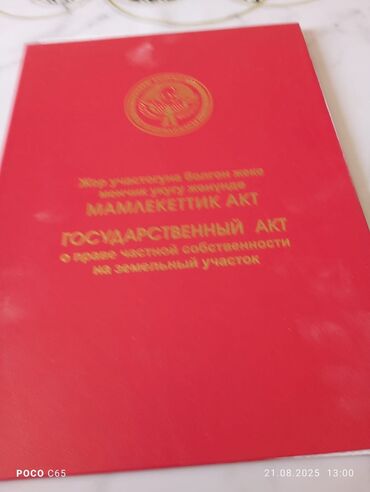 Жер участогуна болгон жеке
менчик укугу жөнүндө
МАМЛЕКЕТТИК АКТ
ГОСУДАРСТВЕННЫЙ АКТ
о праве частной собственности
на земельный участок
POCO C65
21.08.2025 13:00